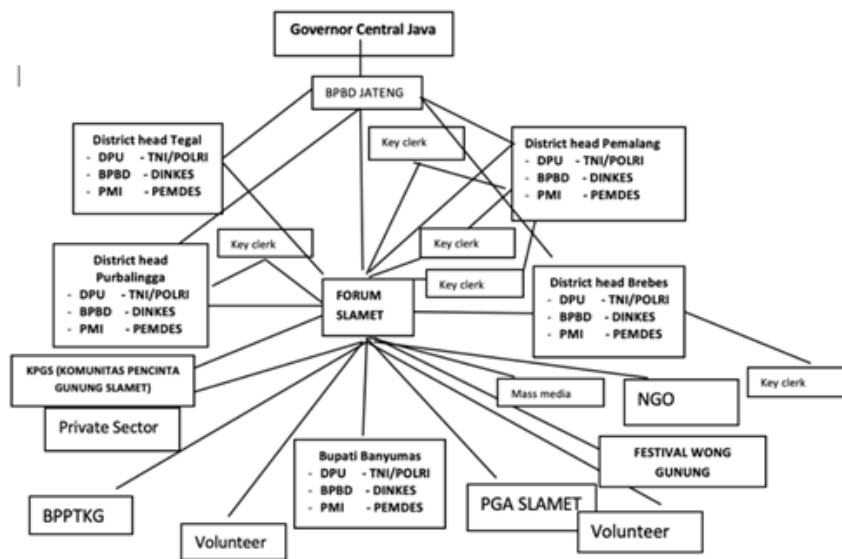 Governor Central Java
BPBD JATENG
District head Tegal
- DPU - TNI/POLRI
- BPBD - DINKES
- PMI - PEMDES
Key clerk
District head Pemalang
- DPU - TNI/POLRI
- BPBD - DINKES
- PMI - PEMDES
Key clerk
Key clerk
District head
Purbalingga
- DPU - TNI/POLRI
- BPBD - DINKES
- PMI - PEMDES
Key clerk
FORUM
SLAMET
District head Brebes
- DPU - TNI/POLRI
- BPBD - DINKES
- PMI - PEMDES
KPGS (KOMUNITAS PENCINTA
GUNUNG SLAMET)
Mass media
NGO
Key clerk
Private Sector
Bupati Banyumas
- DPU - TNI/POLRI
- BPBD - DINKES
- PMI - PEMDES
FESTIVAL WONG
GUNUNG
BPPTKG
PGA SLAMET
Volunteer
Volunteer